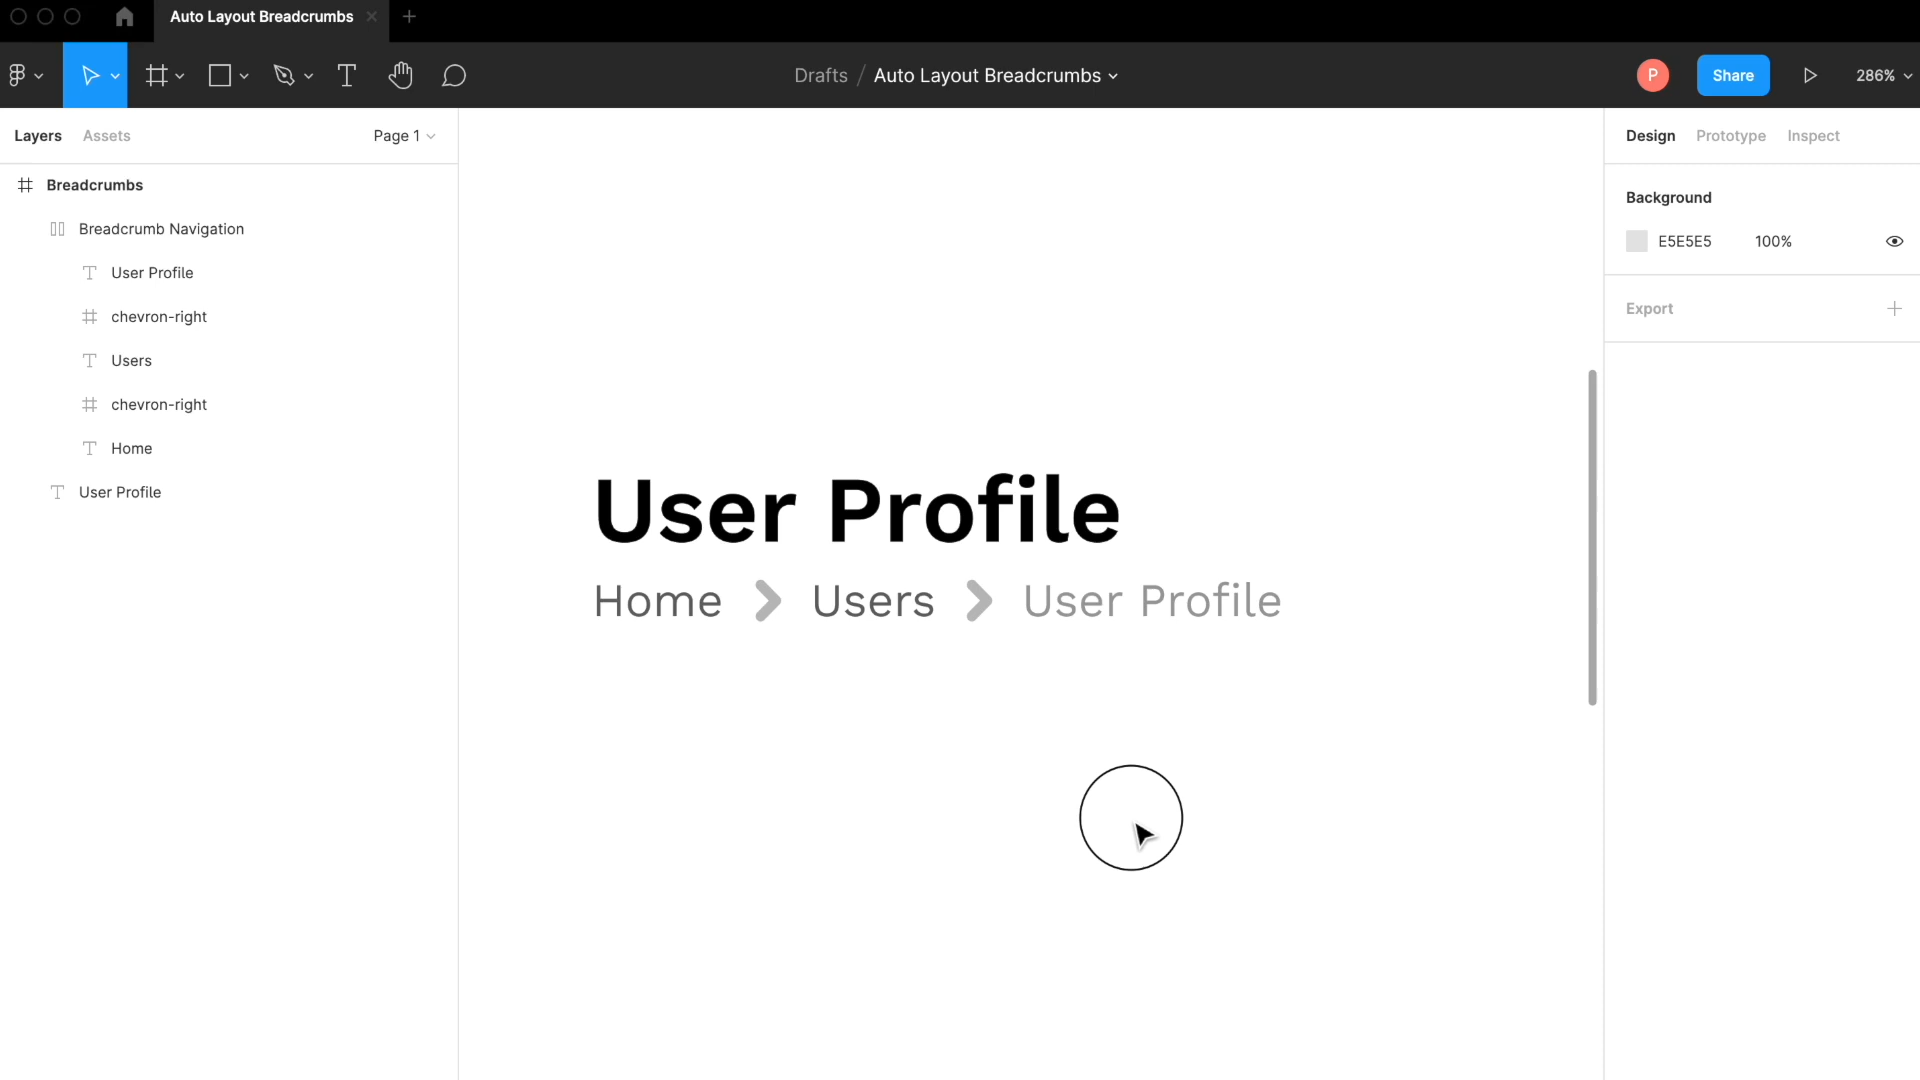 Auto Layout Breadcrumbs
Drafts / Auto Layout Breadcrumbs
P
Share
286%
Layers Assets Page 1
Breadcrumbs
Breadcrumb Navigation
User Profile
chevron-right
Users
chevron-right
Home
User Profile
User Profile
Home Users User Profile
Design Prototype Inspect
Background
E5E5E5 100%
Export